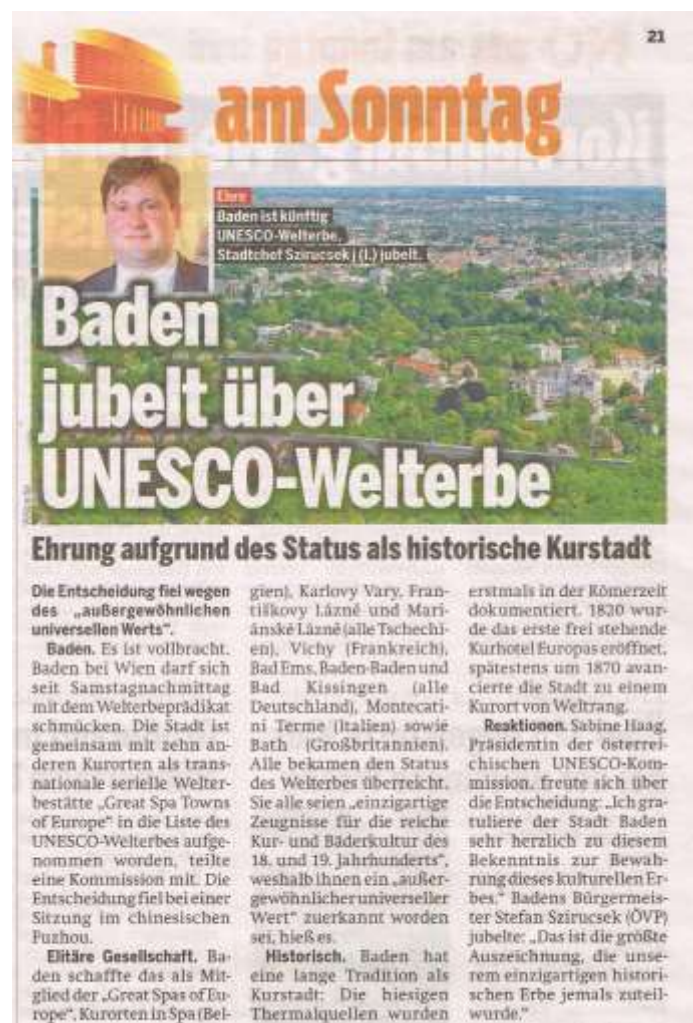 21
am Sonntag
Ehre
Baden ist künftig
UNESCO-Welterbe,
Stadtchef Szirucsek j (l.) jubelt.
Baden
jubelt über
UNESCO-Welterbe
Ehrung aufgrund des Status als historische Kurstadt
Die Entscheidung fiel wegen
des „außergewöhnlichen
universellen Werts“.
Baden. Es ist vollbracht.
Baden bei Wien darf sich
seit Samstagnachmittag
mit dem Welterbeprädikat
schmücken. Die Stadt ist
gemeinsam mit zehn an-
deren Kurorten als trans-
nationale serielle Welter-
bestätte „Great Spa Towns
of Europe“ in die Liste des
UNESCO-Welterbes aufge-
nommen worden, teilte
eine Kommission mit. Die
Entscheidung fiel bei einer
Sitzung im chinesischen
Fuzhou.
Elitäre Gesellschaft. Ba-
den schaffte das als Mit-
glied der „Great Spas of Eu-
rope“, Kurorten in Spa (Bel-
gien), Karlovy Vary, Fran-
tiškovy Lázně und Mari-
ánské Lázně (alle Tschechi-
en), Vichy (Frankreich),
Bad Ems, Baden-Baden und
Bad Kissingen (alle
Deutschland), Montecati-
ni Terme (Italien) sowie
Bath (Großbritannien).
Alle bekamen den Status
des Welterbes überreicht.
Sie alle seien „einzigartige
Zeugnisse für die reiche
Kur- und Bäderkultur des
18. und 19. Jahrhunderts“,
weshalb ihnen ein „außer-
gewöhnlicher universeller
Wert“ zuerkannt worden
sei, hieß es.
Historisch. Baden hat
eine lange Tradition als
Kurstadt: Die hiesigen
Thermalquellen wurden
erstmals in der Römerzeit
dokumentiert. 1820 wur-
de das erste frei stehende
Kurhotel Europas eröffnet,
spätestens um 1870 avan-
cierte die Stadt zu einem
Kurort von Weltrang.
Reaktionen. Sabine Haag,
Präsidentin der österrei-
chischen UNESCO-Kom-
mission, freute sich über
die Entscheidung: „Ich gra-
tuliere der Stadt Baden
sehr herzlich zu diesem
Bekenntnis zur Bewah-
rung dieses kulturellen Er-
bes.“ Badens Bürgermeis-
ter Stefan Szirucsek (ÖVP)
jubelte: „Das ist die größte
Auszeichnung, die unse-
rem einzigartigen histori-
schen Erbe jemals zuteil-
wurde.“